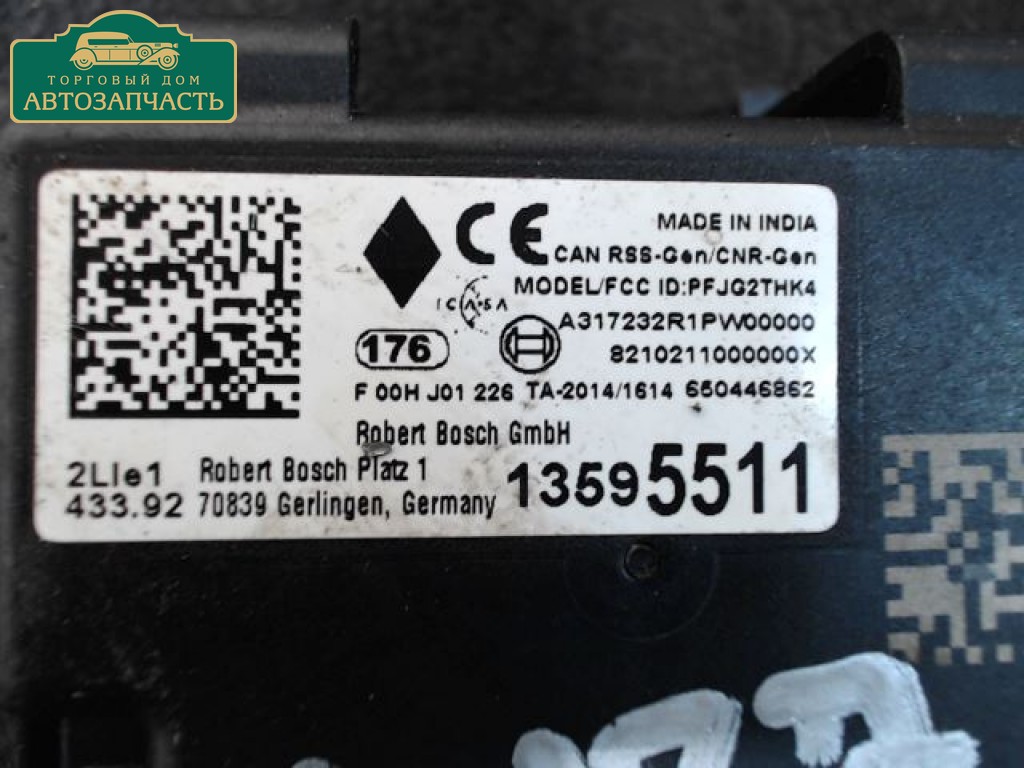 ТОРГОВЫЙ ДОМ
АВТОЗАПЧАСТЬ
CE
MADE IN INDIA
CAN RSS-Gen/CNR-Gen
MODEL/FCC ID:PFJG2THK4
ICASA
A317232R1PW00000
176
8210211000000X
F 00H J01 226 TA-2014/1614 650446862
Robert Bosch GmbH
2LIe1 Robert Bosch Platz 1
433.92 70839 Gerlingen, Germany
13595511